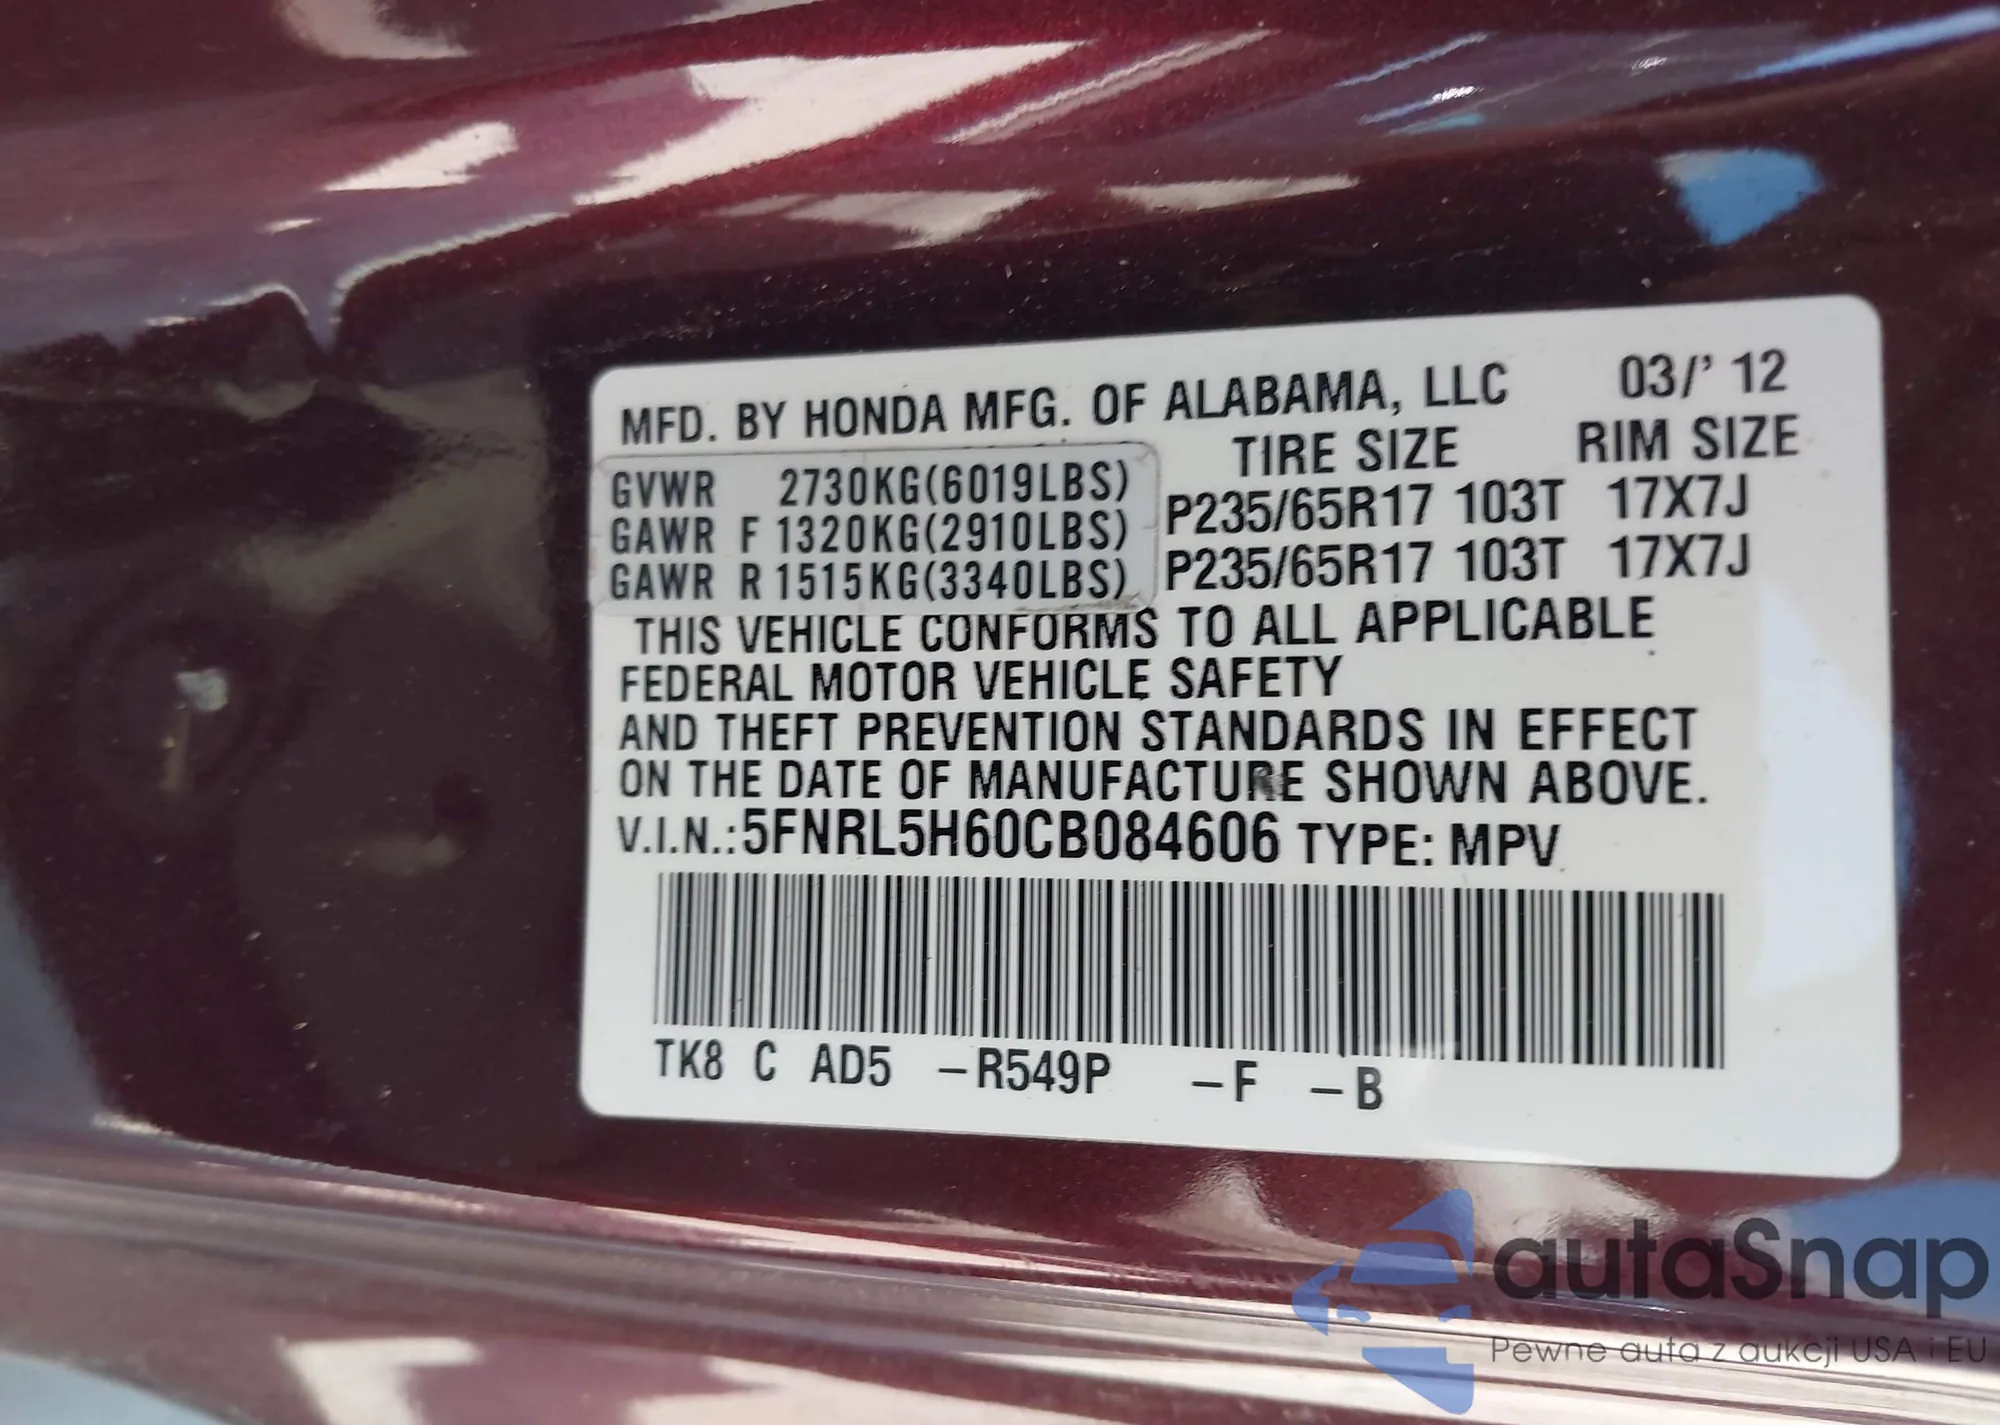 MFD. BY HONDA MFG. OF ALABAMA, LLC 03/' 12
TIRE SIZE RIM SIZE
GVWR 2730KG(6019LBS)
GAWR F 1320KG(2910LBS) P235/65R17 103T 17X7J
GAWR R 1515KG(3340LBS) P235/65R17 103T 17X7J
THIS VEHICLE CONFORMS TO ALL APPLICABLE
FEDERAL MOTOR VEHICLE SAFETY
AND THEFT PREVENTION STANDARDS IN EFFECT
ON THE DATE OF MANUFACTURE SHOWN ABOVE.
V.I.N.:5FNRL5H60CB084606 TYPE: MPV
TK8 C AD5 –R549P –F –B
autaSnap
Pewne auta z aukcji USA i EU